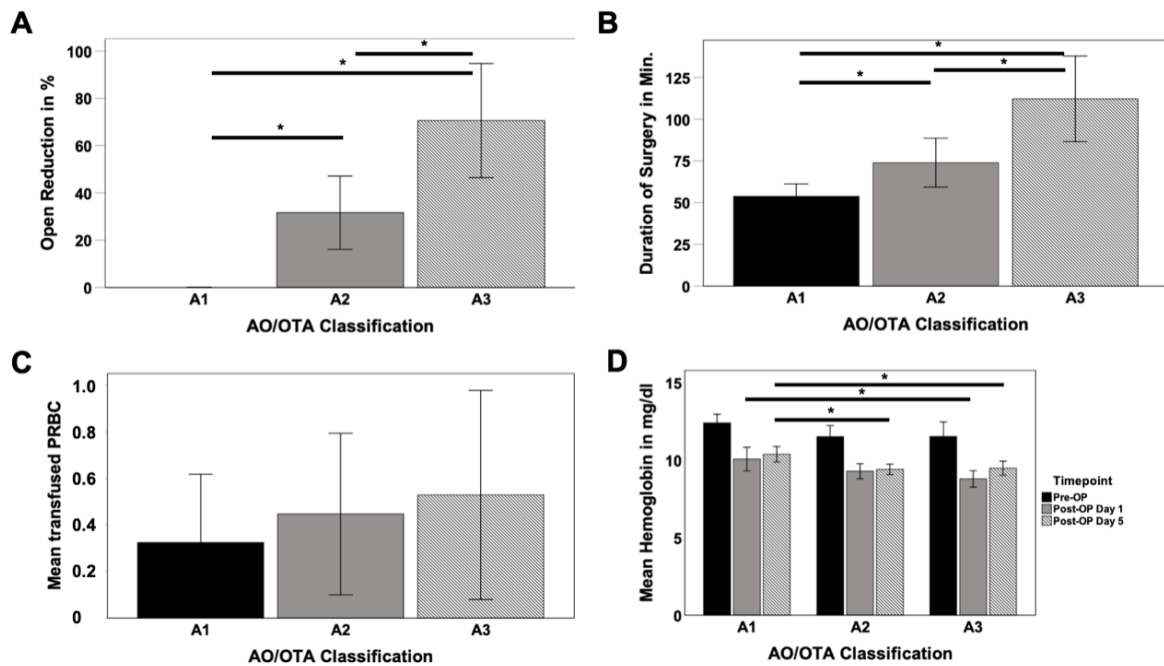 A
Open Reduction in %
100
80
60
40
20
0
*
*
*
A1
A2
A3
AO/OTA Classification
B
Duration of Surgery in Min.
125
100
75
50
25
0
*
*
*
A1
A2
A3
AO/OTA Classification
C
Mean transfused PRBC
1.0
0.8
0.6
0.4
0.2
0
A1
A2
A3
AO/OTA Classification
D
Mean Hemoglobin in mg/dl
15
10
5
0
*
*
*
A1
A2
A3
AO/OTA Classification
Timepoint
Pre-OP
Post-OP Day 1
Post-OP Day 5